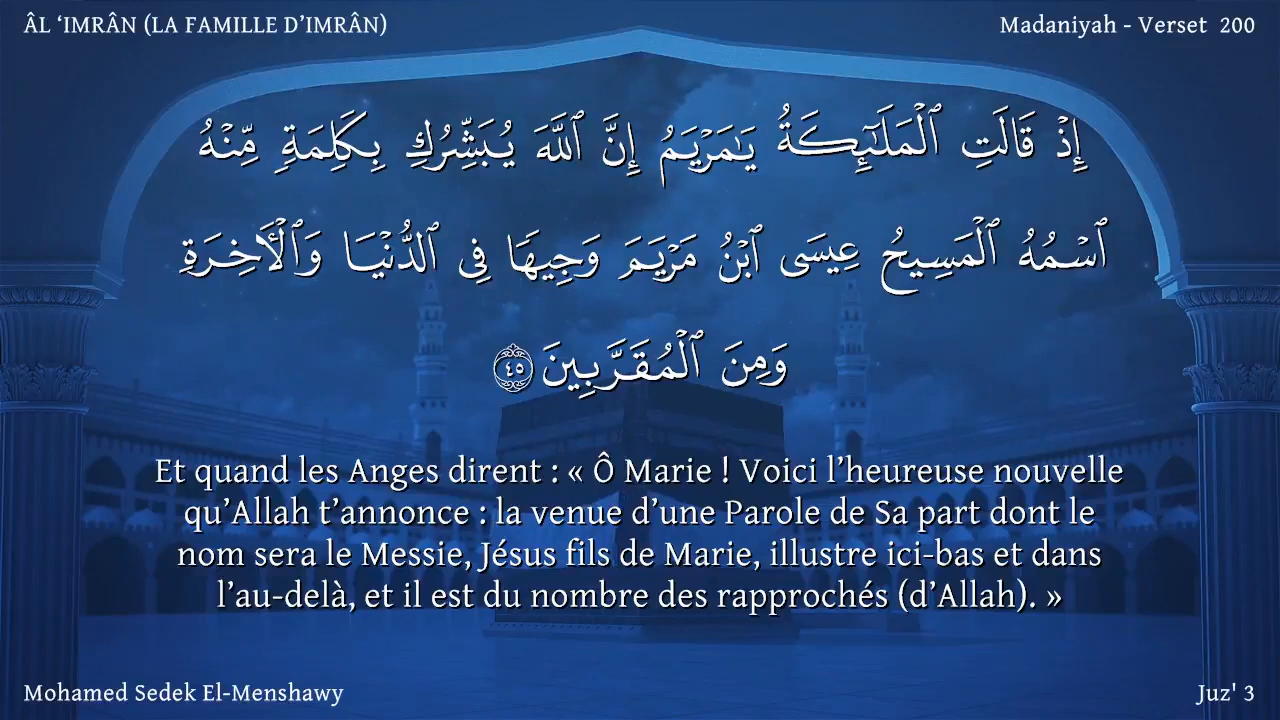 ÂL ‘IMRÂN (LA FAMILLE D’IMRÂN)
Madaniyah - Verset 200
إِذْ قَالَتِ ٱلْمَلَٰٓئِكَةُ يَٰمَرْيَمُ إِنَّ ٱللَّهَ يُبَشِّرُكِ بِكَلِمَةٍ مِّنْهُ
ٱسْمُهُ ٱلْمَسِيحُ عِيسَى ٱبْنُ مَرْيَمَ وَجِيهًا فِى ٱلدُّنْيَا وَٱلْءَاخِرَةِ
وَمِنَ ٱلْمُقَرَّبِينَ ٤٥
Et quand les Anges dirent : « Ô Marie ! Voici l’heureuse nouvelle
qu’Allah t’annonce : la venue d’une Parole de Sa part dont le
nom sera le Messie, Jésus fils de Marie, illustre ici-bas et dans
l’au-delà, et il est du nombre des rapprochés (d’Allah). »
Mohamed Sedek El-Menshawy
Juz' 3